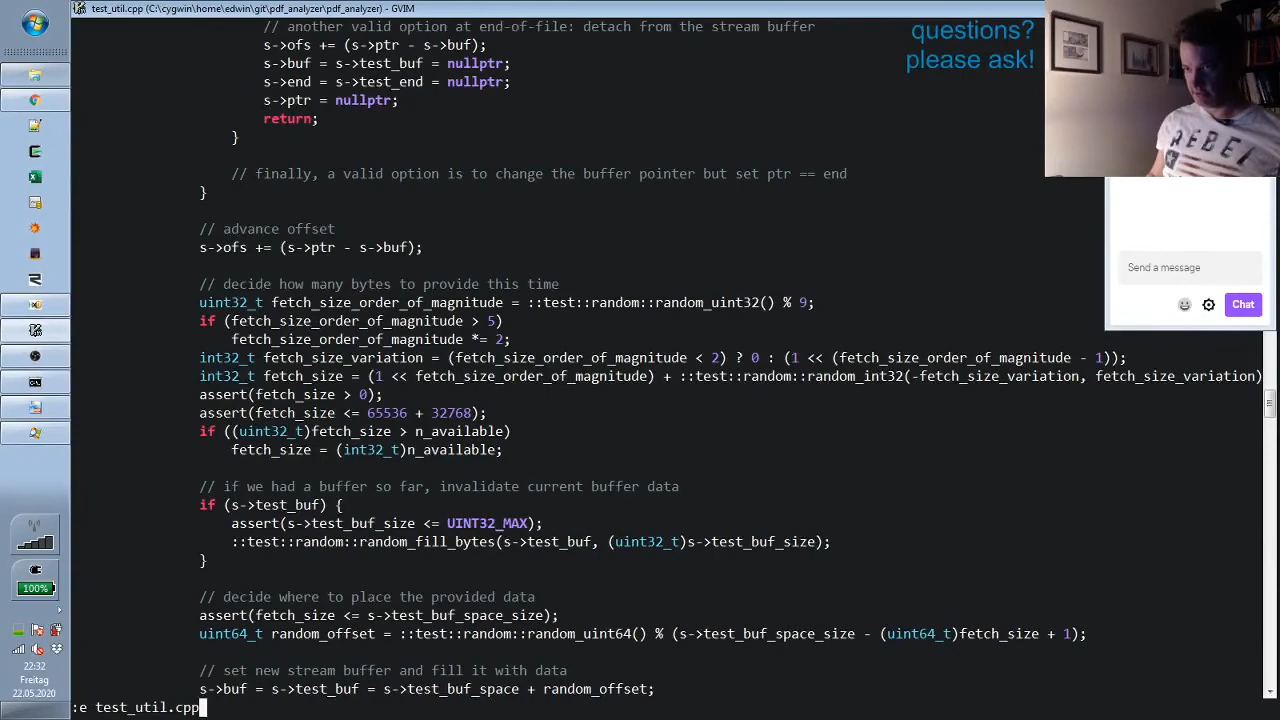 test_util.cpp (C:\cygwin\home\edwin\git\pdf_analyzer\pdf_analyzer) - GVIM
// another valid option at end-of-file: detach from the stream buffer
s->ofs += (s->ptr - s->buf);
s->buf = s->test_buf = nullptr;
s->end = s->test_end = nullptr;
s->ptr = nullptr;
return;
}
// finally, a valid option is to change the buffer pointer but set ptr == end
}
// advance offset
s->ofs += (s->ptr - s->buf);
// decide how many bytes to provide this time
uint32_t fetch_size_order_of_magnitude = ::test::random::random_uint32() % 9;
if (fetch_size_order_of_magnitude > 5)
fetch_size_order_of_magnitude *= 2;
int32_t fetch_size_variation = (fetch_size_order_of_magnitude < 2) ? 0 : (1 << (fetch_size_order_of_magnitude - 1));
int32_t fetch_size = (1 << fetch_size_order_of_magnitude) + ::test::random::random_int32(-fetch_size_variation, fetch_size_variation)
assert(fetch_size > 0);
assert(fetch_size <= 65536 + 32768);
if ((uint32_t)fetch_size > n_available)
fetch_size = (int32_t)n_available;
// if we had a buffer so far, invalidate current buffer data
if (s->test_buf) {
assert(s->test_buf_size <= UINT32_MAX);
::test::random::random_fill_bytes(s->test_buf, (uint32_t)s->test_buf_size);
}
// decide where to place the provided data
assert(fetch_size <= s->test_buf_space_size);
uint64_t random_offset = ::test::random::random_uint64() % (s->test_buf_space_size - (uint64_t)fetch_size + 1);
// set new stream buffer and fill it with data
s->buf = s->test_buf = s->test_buf_space + random_offset;
:e test_util.cpp
questions?
please ask!
REBEL
Send a message
Chat
100%
22:32
Freitag
22.05.2020